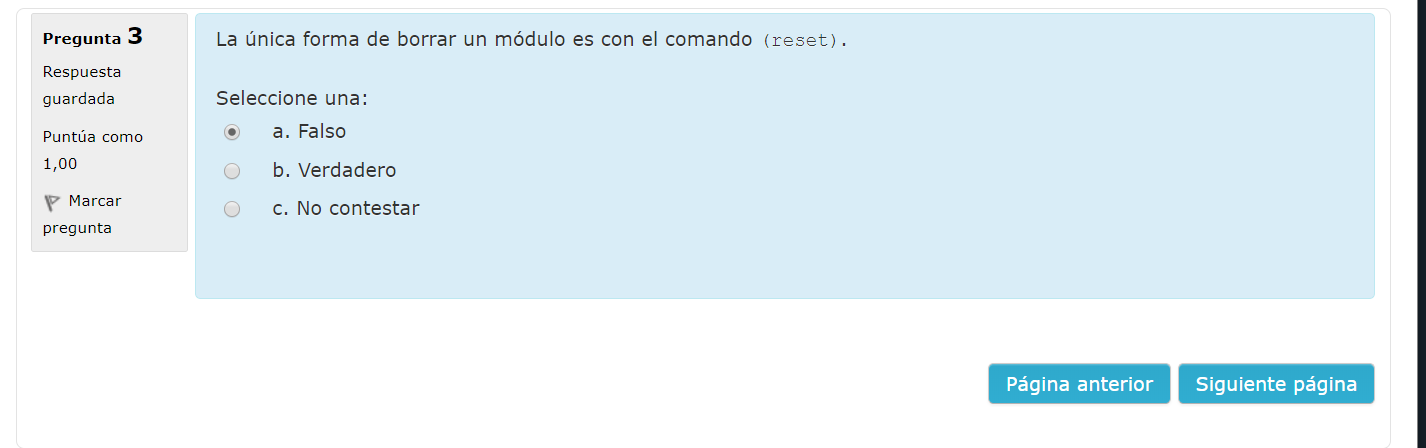 Pregunta 3
Respuesta
guardada
Puntúa como
1,00
Marcar
pregunta
La única forma de borrar un módulo es con el comando (reset).
Seleccione una:
a. Falso
b. Verdadero
c. No contestar
Página anterior
Siguiente página